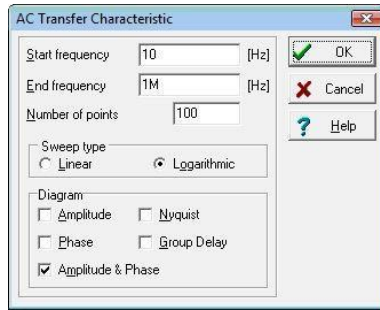 AC Transfer Characteristic
Start frequency 10 [Hz]
End frequency 1M [Hz]
Number of points 100
Sweep type
Linear Logarithmic
Diagram
Amplitude Nyquist
Phase Group Delay
Amplitude & Phase
OK
Cancel
? Help